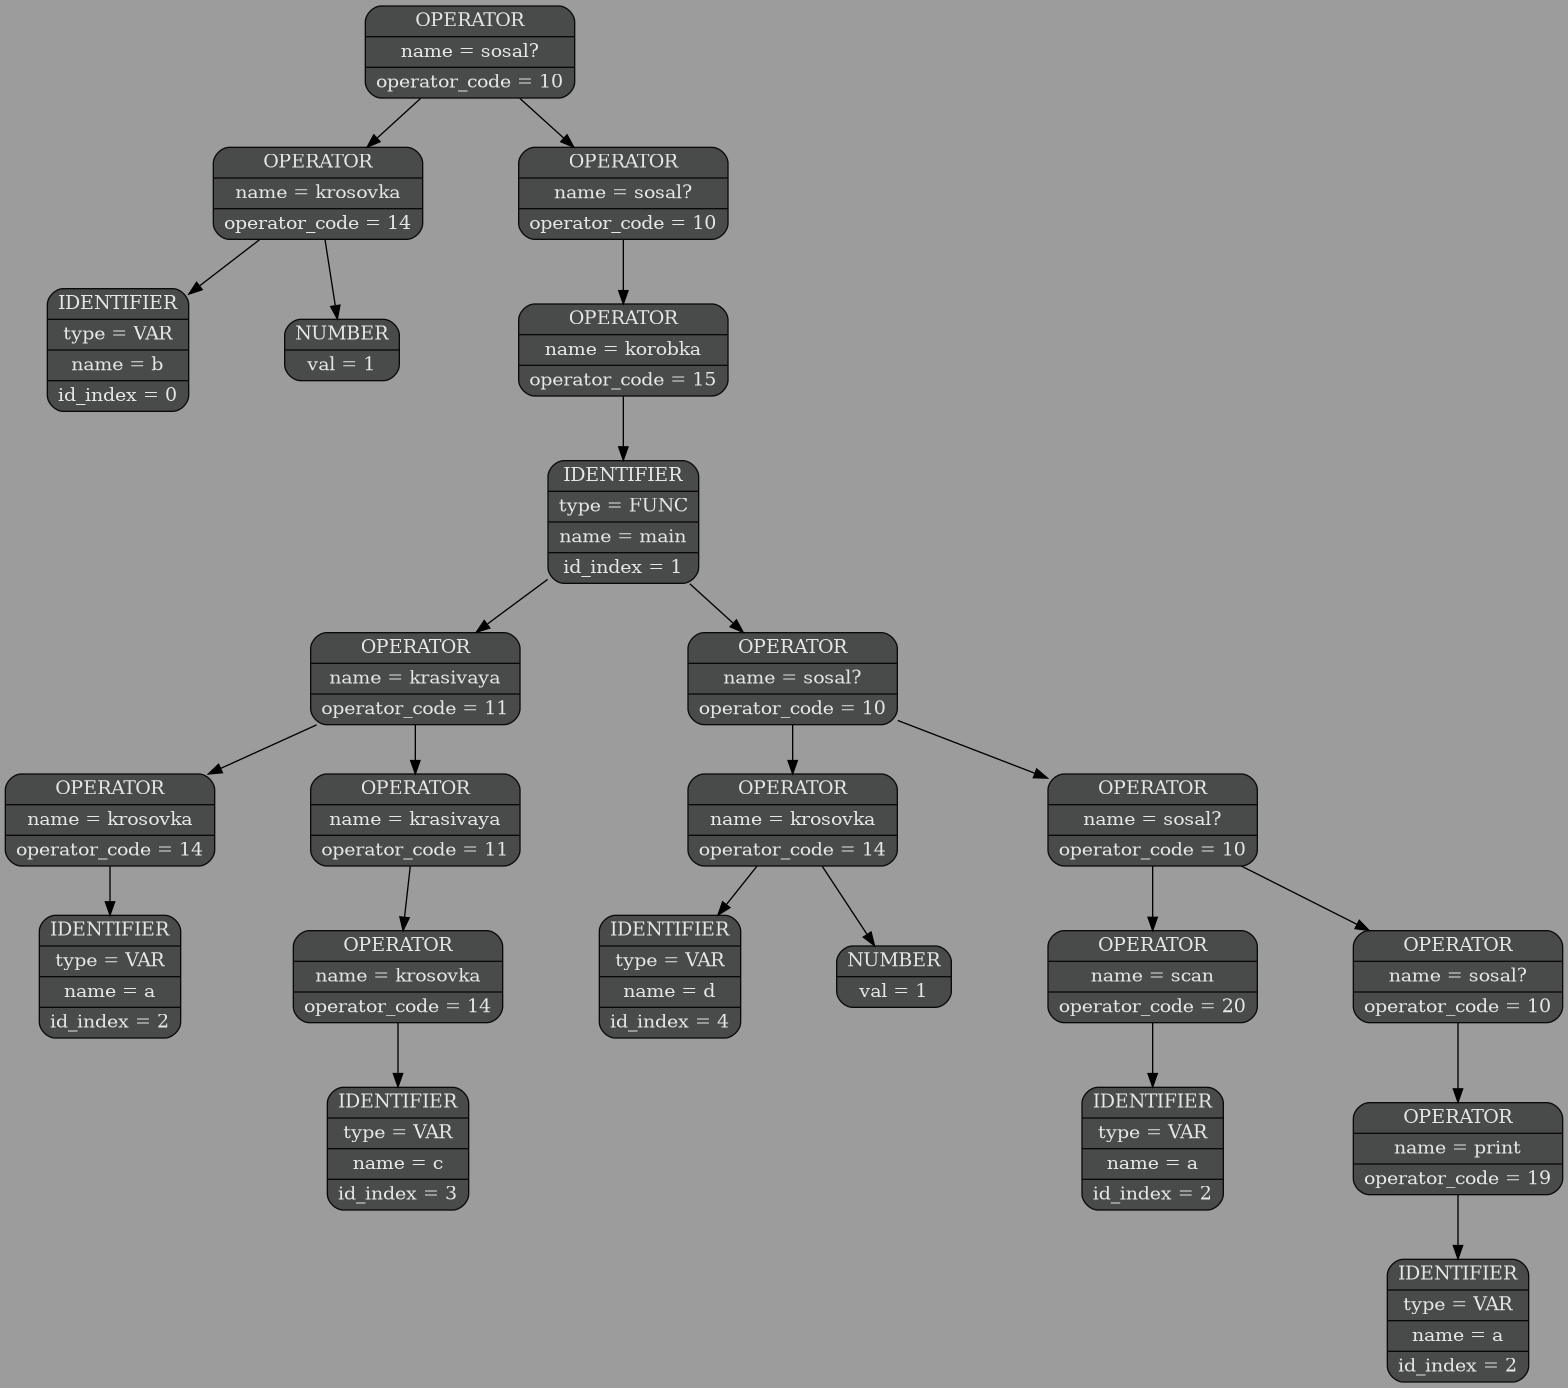 OPERATOR
name = sosal?
operator_code = 10
OPERATOR
name = krosovka
operator_code = 14
OPERATOR
name = sosal?
operator_code = 10
IDENTIFIER
type = VAR
name = b
id_index = 0
NUMBER
val = 1
OPERATOR
name = korobka
operator_code = 15
IDENTIFIER
type = FUNC
name = main
id_index = 1
OPERATOR
name = krasivaya
operator_code = 11
OPERATOR
name = sosal?
operator_code = 10
OPERATOR
name = krosovka
operator_code = 14
OPERATOR
name = krasivaya
operator_code = 11
OPERATOR
name = krosovka
operator_code = 14
OPERATOR
name = sosal?
operator_code = 10
IDENTIFIER
type = VAR
name = a
id_index = 2
OPERATOR
name = krosovka
operator_code = 14
IDENTIFIER
type = VAR
name = d
id_index = 4
NUMBER
val = 1
OPERATOR
name = scan
operator_code = 20
OPERATOR
name = sosal?
operator_code = 10
IDENTIFIER
type = VAR
name = c
id_index = 3
IDENTIFIER
type = VAR
name = a
id_index = 2
OPERATOR
name = print
operator_code = 19
IDENTIFIER
type = VAR
name = a
id_index = 2